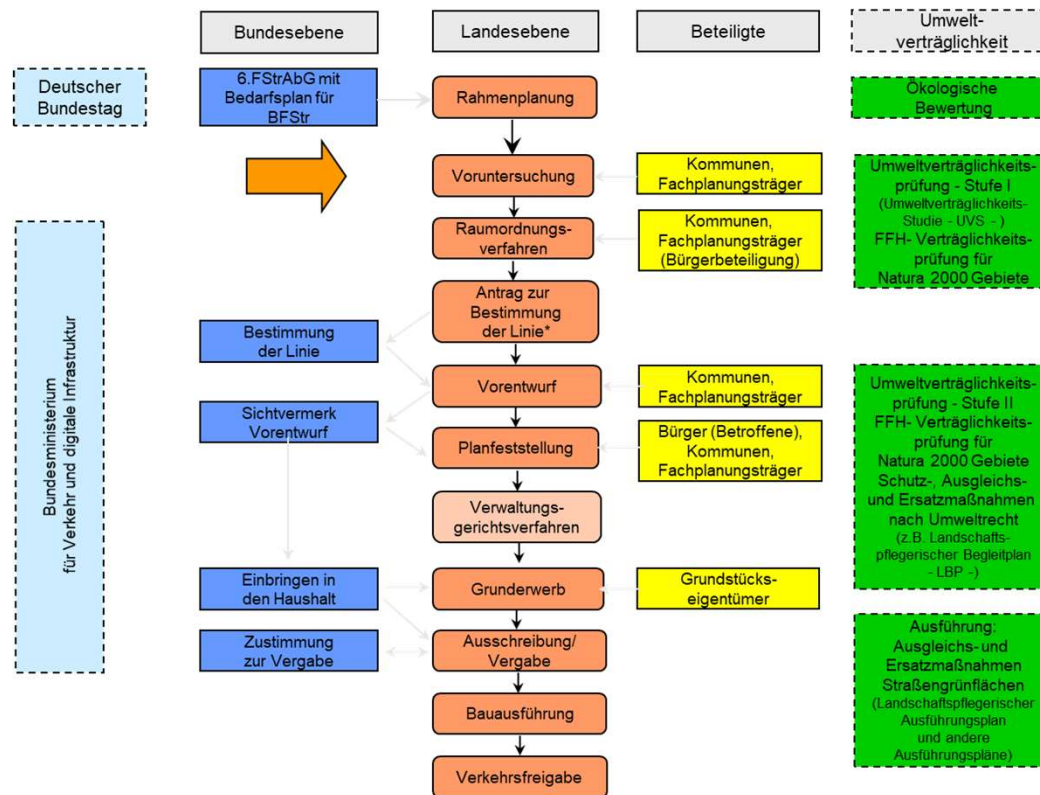 Bundesebene
Landesebene
Beteiligte
Umwelt-
verträglichkeit
Deutscher
Bundestag
6.FStrAbG mit
Bedarfsplan für
BFStr
Rahmenplanung
Ökologische
Bewertung
Voruntersuchung
Kommunen,
Fachplanungsträger
Umweltverträglichkeits-
prüfung - Stufe I
(Umweltverträglichkeits-
Studie - UVS - )
FFH- Verträglichkeits-
prüfung für
Natura 2000 Gebiete
Raumordnungs-
verfahren
Kommunen,
Fachplanungsträger
(Bürgerbeteiligung)
Bundesministerium
für Verkehr und digitale Infrastruktur
Antrag zur
Bestimmung
der Linie*
Bestimmung
der Linie
Vorentwurf
Kommunen,
Fachplanungsträger
Umweltverträglichkeits-
prüfung - Stufe II
FFH- Verträglichkeits-
prüfung für
Natura 2000 Gebiete
Schutz-, Ausgleichs-
und Ersatzmaßnahmen
nach Umweltrecht
(z.B. Landschafts-
pflegerischer Begleitplan
- LBP -)
Sichtvermerk
Vorentwurf
Planfeststellung
Bürger (Betroffene),
Kommunen,
Fachplanungsträger
Verwaltungs-
gerichtsverfahren
Einbringen in
den Haushalt
Grunderwerb
Grundstücks-
eigentümer
Zustimmung
zur Vergabe
Ausschreibung/
Vergabe
Ausführung:
Ausgleichs- und
Ersatzmaßnahmen
Straßengrünflächen
(Landschaftspflegerischer
Ausführungsplan
und andere
Ausführungspläne)
Bauausführung
Verkehrsfreigabe